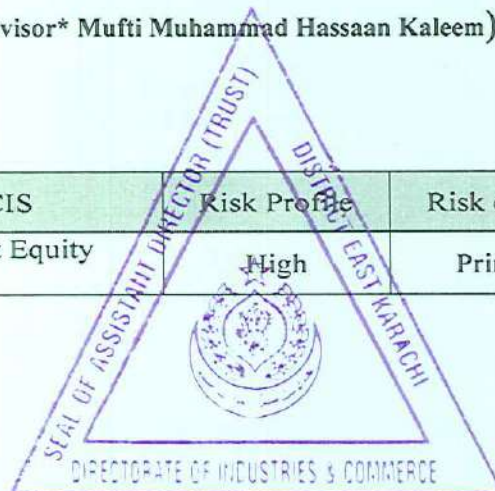 visor* Mufti Muhammad Hassaan Kaleem)
CIS Risk Profile Risk
Equity High Prin
SEAL OF ASSISTANT DIRECTOR (TRUST)
DISTRICT EAST KARACHI
DIRECTORATE OF INDUSTRIES & COMMERCE